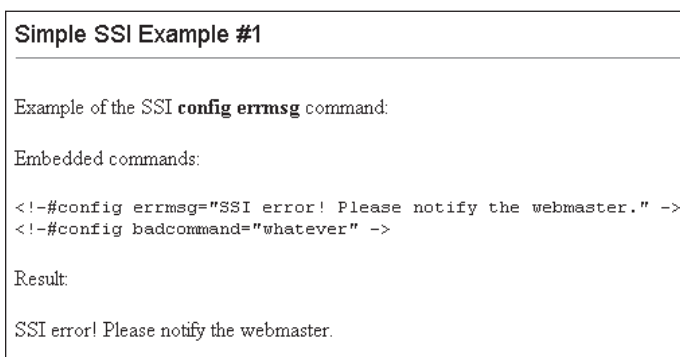 Simple SSI Example #1
Example of the SSI config errmsg command:
Embedded commands:
<!-#config errmsg="SSI error! Please notify the webmaster." ->
<!-#config badcommand="whatever" ->
Result:
SSI error! Please notify the webmaster.